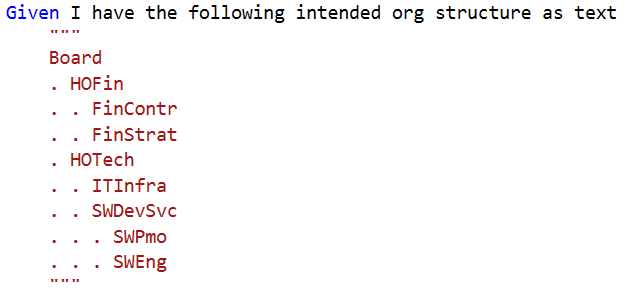 Given I have the following intended org structure as text
"""
Board
. HOFin
. . FinContr
. . FinStrat
. HOTech
. . ITInfra
. . SWDevSvc
. . . SWPmo
. . . SWEng
"""